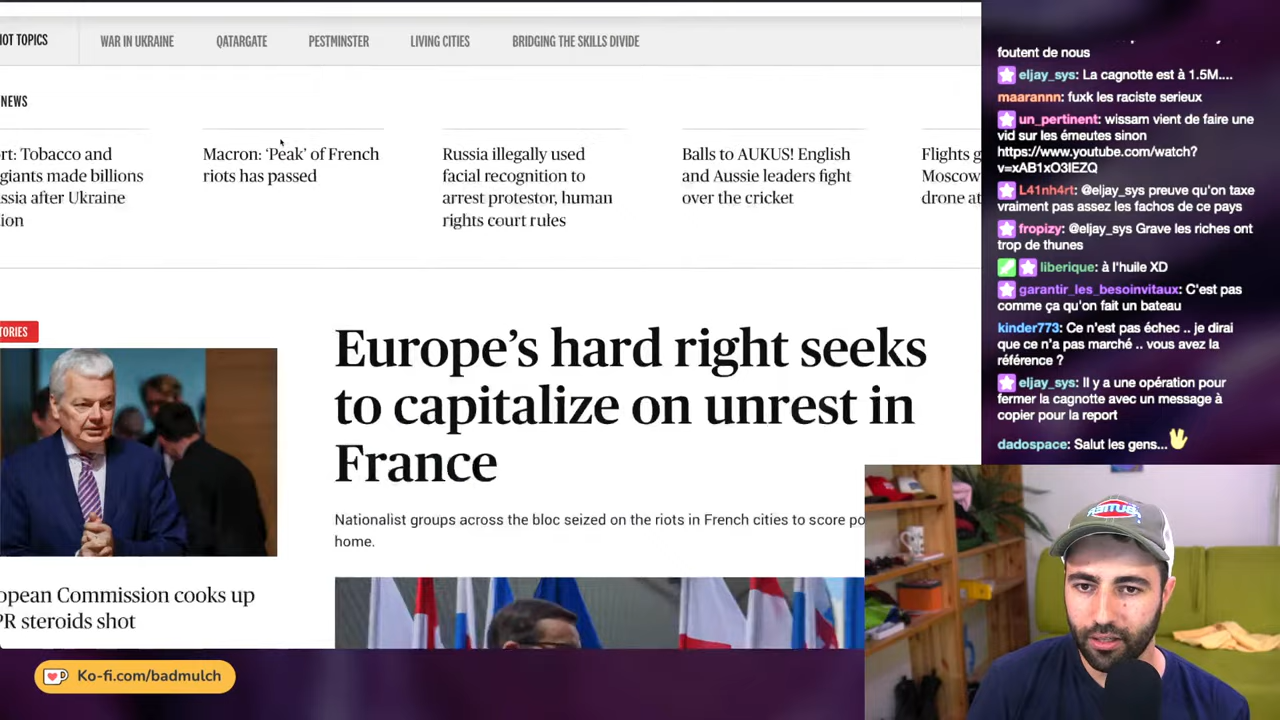 HOT TOPICS
WAR IN UKRAINE
QATARGATE
PESTMINSTER
LIVING CITIES
BRIDGING THE SKILLS DIVIDE
NEWS
rt: Tobacco and
giants made billions
ssia after Ukraine
ion
Macron: ‘Peak’ of French
riots has passed
Russia illegally used
facial recognition to
arrest protestor, human
rights court rules
Balls to AUKUS! English
and Aussie leaders fight
over the cricket
Flights g
Moscow
drone at
TORIES
Europe’s hard right seeks
to capitalize on unrest in
France
Nationalist groups across the bloc seized on the riots in French cities to score po
home.
opean Commission cooks up
PR steroids shot
Ko-fi.com/badmulch
foutent de nous
eljay_sys: La cagnotte est à 1.5M....
maarannn: fuxk les raciste serieux
un_pertinent: wissam vient de faire une
vid sur les émeutes sinon
https://www.youtube.com/watch?
v=xAB1xO3IEZQ
L41nh4rt: @eljay_sys preuve qu'on taxe
vraiment pas assez les fachos de ce pays
fropizy: @eljay_sys Grave les riches ont
trop de thunes
liberique: à l'huile XD
garantir_les_besoinvitaux: C'est pas
comme ça qu'on fait un bateau
kinder773: Ce n'est pas échec .. je dirai
que ce n'a pas marché .. vous avez la
référence ?
eljay_sys: Il y a une opération pour
fermer la cagnotte avec un message à
copier pour la report
dadospace: Salut les gens...